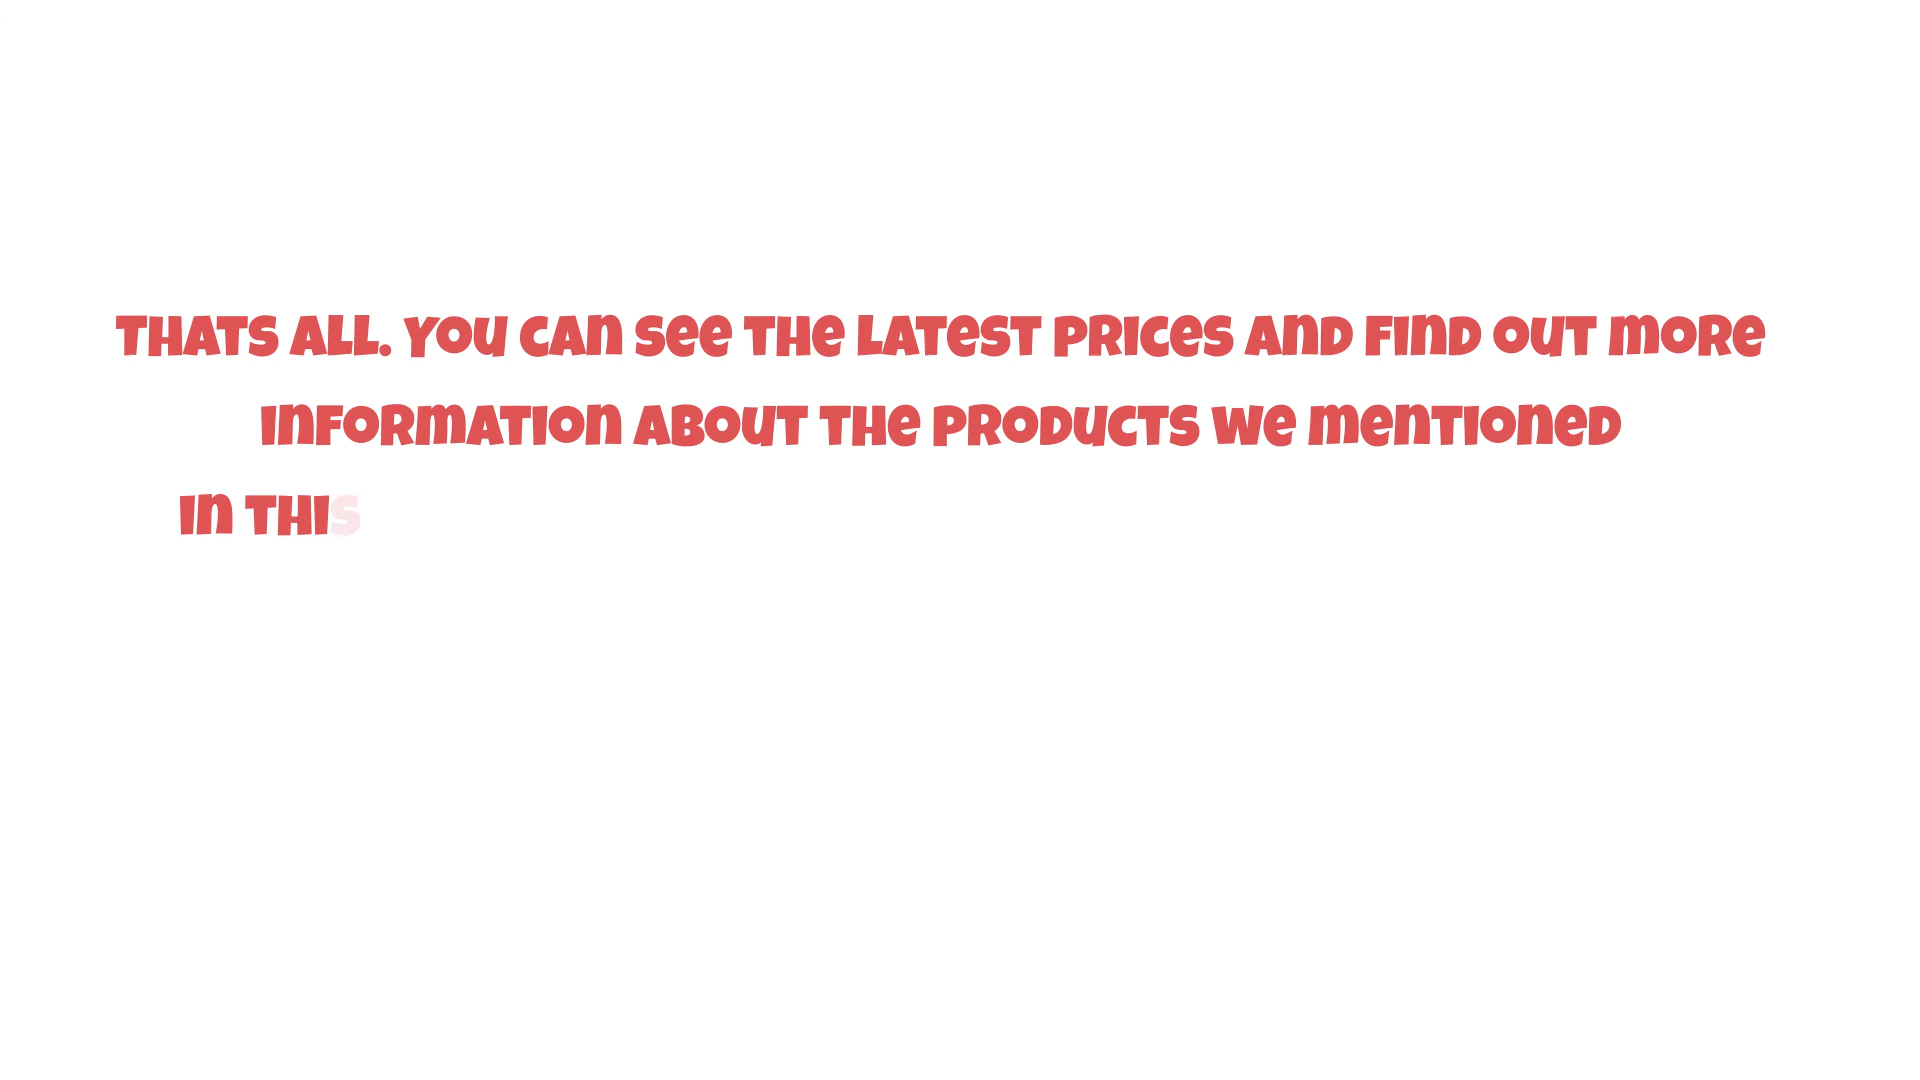 THATS ALL. YOU CAN SEE THE LATEST PRICES AND FIND OUT MORE
INFORMATION ABOUT THE PRODUCTS WE MENTIONED
IN THIS